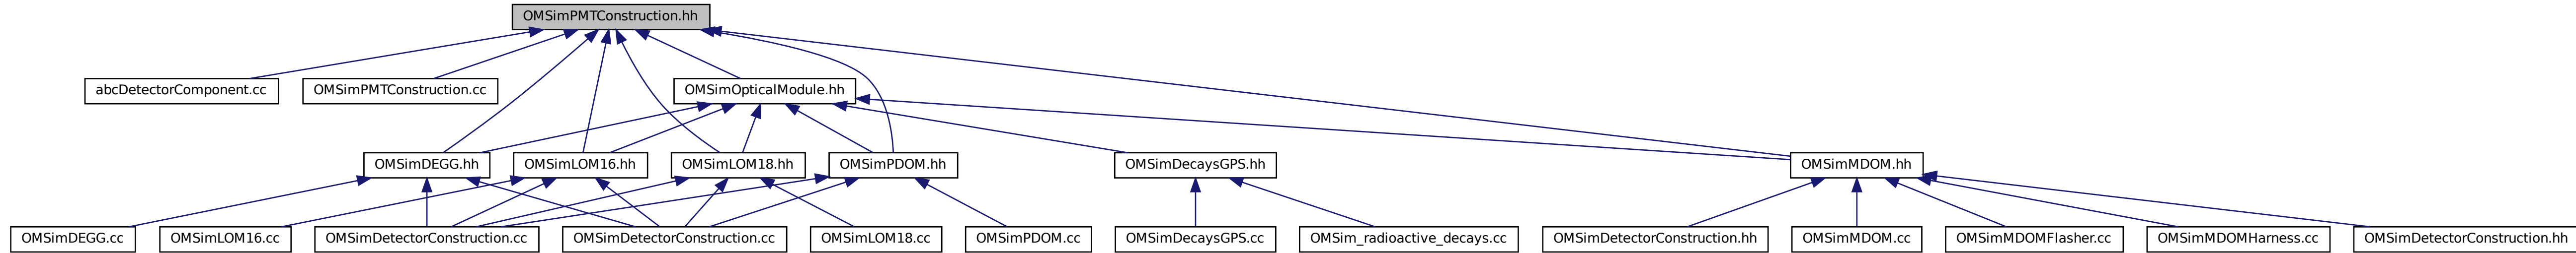 OMSimPMTConstruction.hh
abcDetectorComponent.cc
OMSimPMTConstruction.cc
OMSimOpticalModule.hh
OMSimDEGG.hh
OMSimLOM16.hh
OMSimLOM18.hh
OMSimPDOM.hh
OMSimDecaysGPS.hh
OMSimMDOM.hh
OMSimDEGG.cc
OMSimLOM16.cc
OMSimDetectorConstruction.cc
OMSimDetectorConstruction.cc
OMSimLOM18.cc
OMSimPDOM.cc
OMSimDecaysGPS.cc
OMSim_radioactive_decays.cc
OMSimDetectorConstruction.hh
OMSimMDOM.cc
OMSimMDOMFlasher.cc
OMSimMDOMHarness.cc
OMSimDetectorConstruction.hh